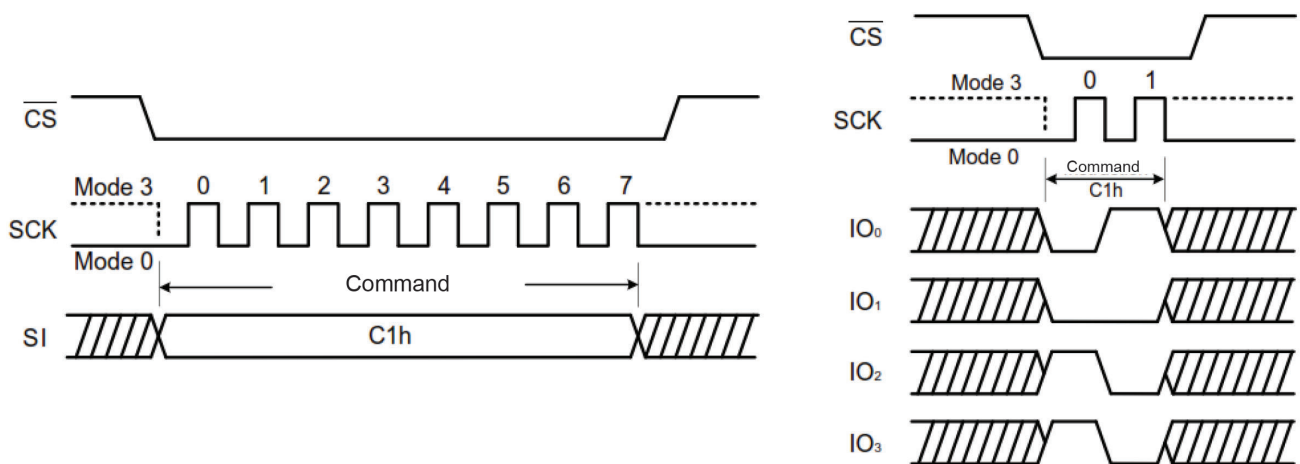 CS
Mode 3 0 1 2 3 4 5 6 7
SCK
Mode 0
Command
SI C1h
CS
Mode 3 0 1
SCK
Mode 0
Command
C1h
IO₀
IO₁
IO₂
IO₃